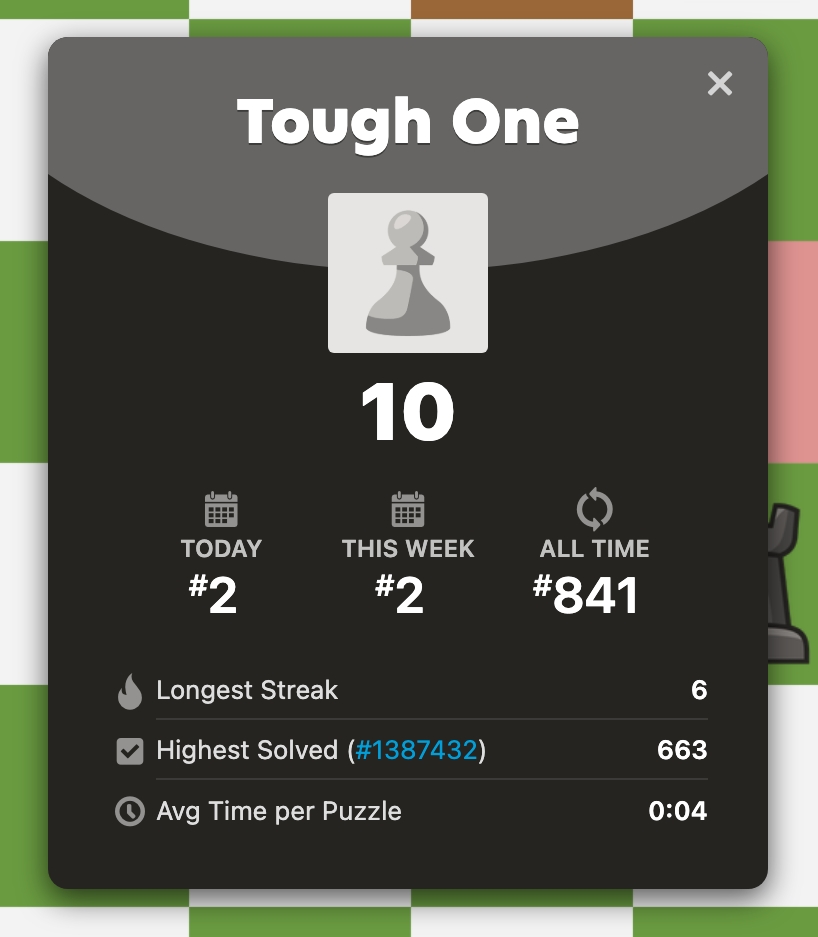 Tough One
10
TODAY THIS WEEK ALL TIME
#2 #2 #841
Longest Streak 6
Highest Solved (#1387432) 663
Avg Time per Puzzle 0:04